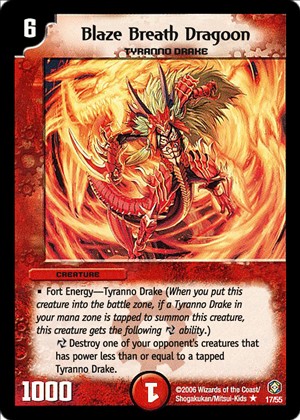 6
Blaze Breath Dragoon
TYRANNO DRAKE
CREATURE
▪ Fort Energy—Tyranno Drake (When you put this
creature into the battle zone, if a Tyranno Drake in
your mana zone is tapped to summon this creature,
this creature gets the following ability.)
Destroy one of your opponent's creatures that
has power less than or equal to a tapped
Tyranno Drake.
1000
1
©2006 Wizards of the Coast/
Shogakukan/Mitsui-Kids ★ 17/55